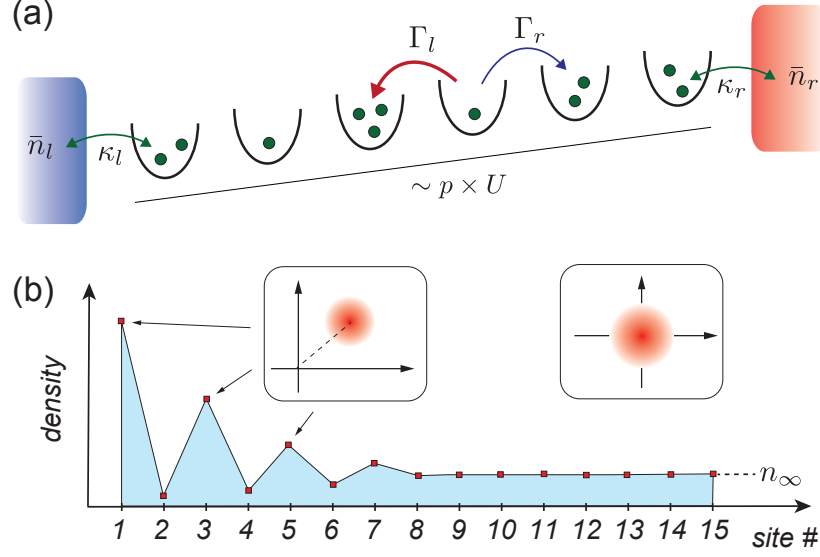 (a)
Γ_l Γ_r
n̄_l κ_l κ_r n̄_r
∼ p × U
(b)
density
n_∞
1 2 3 4 5 6 7 8 9 10 11 12 13 14 15
site #